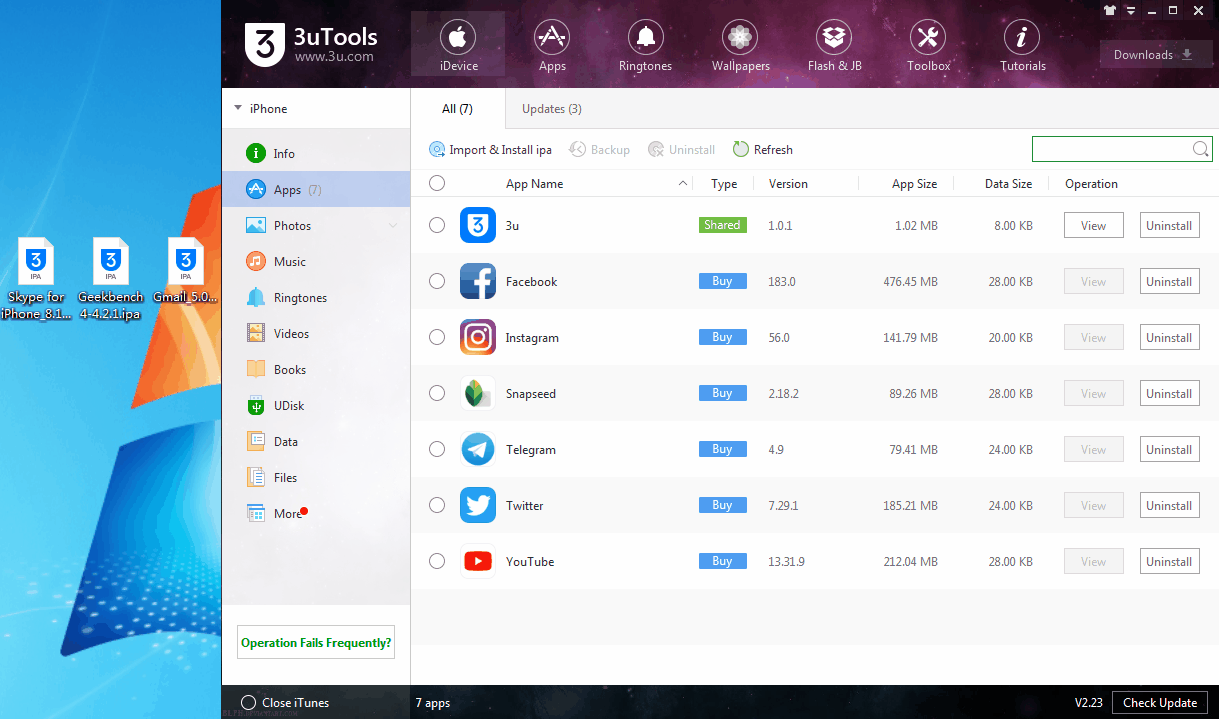 3uTools
www.3u.com
iDevice
Apps
Ringtones
Wallpapers
Flash & JB
Toolbox
Tutorials
Downloads
iPhone
All (7)
Updates (3)
Info
Apps (7)
Photos
Music
Ringtones
Videos
Books
UDisk
Data
Files
More
Operation Fails Frequently?
Import & Install ipa
Backup
Uninstall
Refresh
App Name Type Version App Size Data Size Operation
3u Shared 1.0.1 1.02 MB 8.00 KB View Uninstall
Facebook Buy 183.0 476.45 MB 28.00 KB View Uninstall
Instagram Buy 56.0 141.79 MB 20.00 KB View Uninstall
Snapseed Buy 2.18.2 89.26 MB 28.00 KB View Uninstall
Telegram Buy 4.9 79.41 MB 24.00 KB View Uninstall
Twitter Buy 7.29.1 185.21 MB 24.00 KB View Uninstall
YouTube Buy 13.31.9 212.04 MB 28.00 KB View Uninstall
IPA
Skype for
iPhone_8.1...
IPA
Geekbench
4-4.2.1.ipa
IPA
Gmail_5.0...
Close iTunes
7 apps
V2.23
Check Update